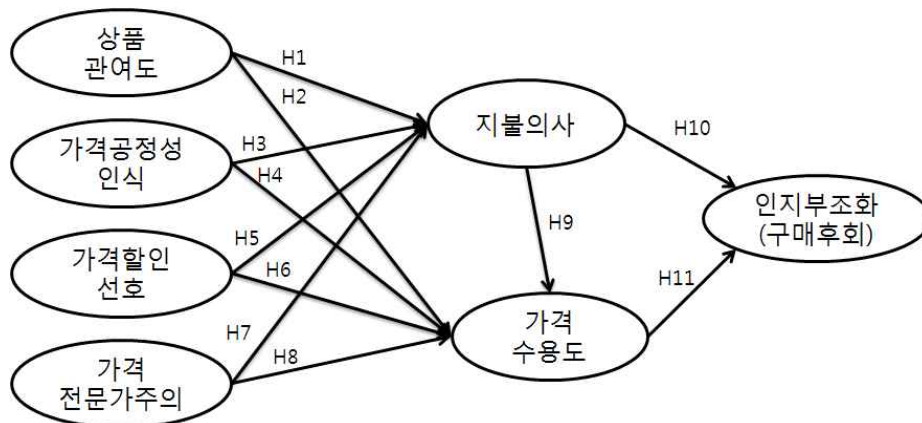 상품
관여도
가격공정성
인식
가격할인
선호
가격
전문가주의
H1
H2
H3
H4
H5
H6
H7
H8
지불의사
H9
가격
수용도
H10
H11
인지부조화
(구매후회)